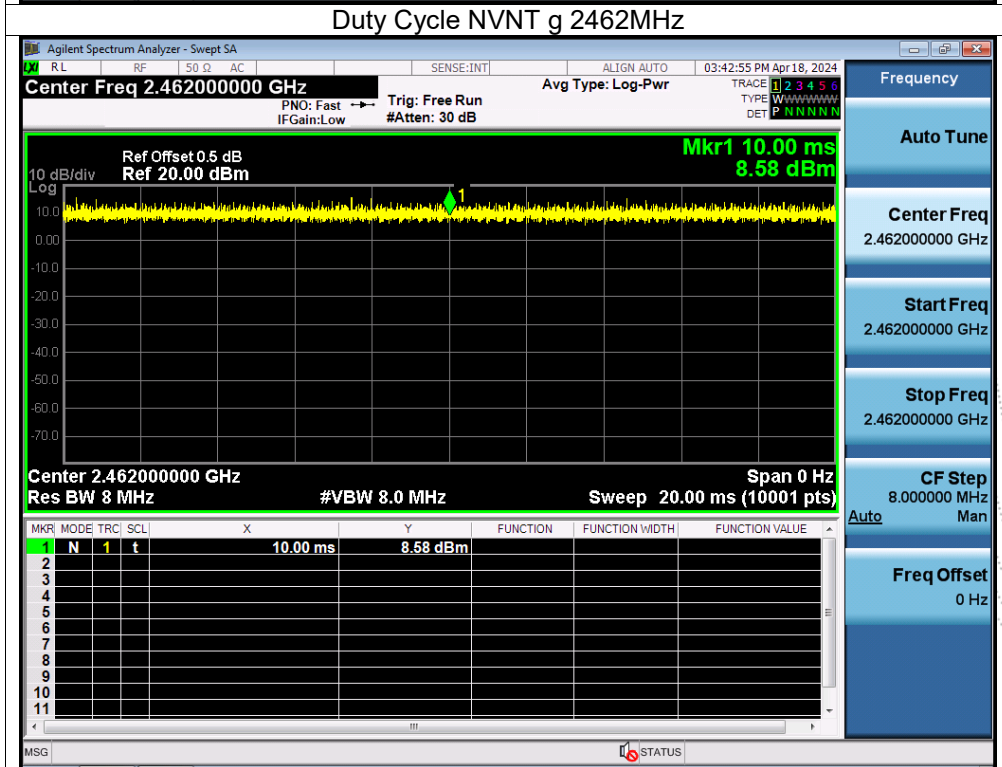 Duty Cycle NVNT g 2462MHz
Agilent Spectrum Analyzer - Swept SA
LXI RL RF 50 Ω AC SENSE:INT ALIGN AUTO 03:42:55 PM Apr 18, 2024
Center Freq 2.462000000 GHz
PNO: Fast
IFGain:Low
Trig: Free Run
#Atten: 30 dB
Avg Type: Log-Pwr
TRACE 1 2 3 4 5 6
TYPE WWWWWW
DET P N N N N N
Frequency
Mkr1 10.00 ms
8.58 dBm
Ref Offset 0.5 dB
10 dB/div Ref 20.00 dBm
Log
1
10.0
0.00
-10.0
-20.0
-30.0
-40.0
-50.0
-60.0
-70.0
Center 2.462000000 GHz Span 0 Hz
Res BW 8 MHz #VBW 8.0 MHz Sweep 20.00 ms (10001 pts)
MKR MODE TRC SCL X Y FUNCTION FUNCTION WIDTH FUNCTION VALUE
1 N 1 t 10.00 ms 8.58 dBm
2
3
4
5
6
7
8
9
10
11
MSG STATUS
Auto Tune
Center Freq
2.462000000 GHz
Start Freq
2.462000000 GHz
Stop Freq
2.462000000 GHz
CF Step
8.000000 MHz
Auto Man
Freq Offset
0 Hz